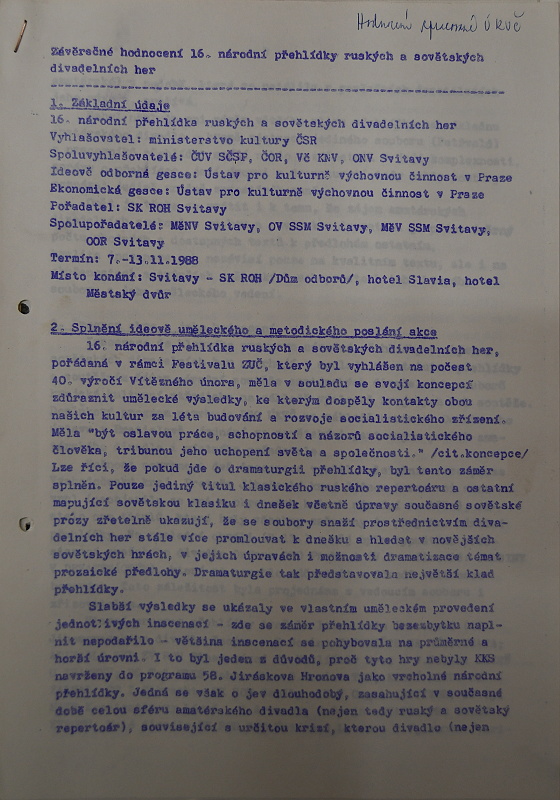 Hodnocení zpracoval ÚKVČ
Závěrečné hodnocení 16. národní přehlídky ruských a sovětských
divadelních her
1. Základní údaje
16. národní přehlídka ruských a sovětských divadelních her
Vyhlašovatel: ministerstvo kultury ČSR
Spoluvyhlašovatelé: ČÚV SČSP, ČOR, Vč KNV, ONV Svitavy
Ideově odborná gesce: Ústav pro kulturně výchovnou činnost v Praze
Ekonomická gesce: Ústav pro kulturně výchovnou činnost v Praze
Pořadatel: SK ROH Svitavy
Spolupořadatelé: MěNV Svitavy, OV SSM Svitavy, MěV SSM Svitavy,
OOR Svitavy
Termín: 7.-13.11.1988
Místo konání: Svitavy - SK ROH /Dům odborů/, hotel Slavia, hotel
Městský dvůr
2. Splnění ideově uměleckého a metodického poslání akce
16. národní přehlídka ruských a sovětských divadelních her,
pořádaná v rámci Festivalu ZUČ, který byl vyhlášen na počest
40. výročí Vítězného února, měla v souladu se svojí koncepcí
zdůraznit umělecké výsledky, ke kterým dospěly kontakty obou
našich kultur za léta budování a rozvoje socialistického zřízení.
Měla "být oslavou práce, schopností a názorů socialistického
člověka, tribunou jeho uchopení světa a společnosti." /cit.koncepce/
Lze říci, že pokud jde o dramaturgii přehlídky, byl tento záměr
splněn. Pouze jediný titul klasického ruského repertoáru a ostatní
mapující sovětskou klasiku i dnešek včetně úpravy současné sovětské
prózy zřetelně ukazují, že se soubory snaží prostřednictvím diva-
delních her stále více promlouvat k dnešku a hledat v novějších
sovětských hrách, v jejich úpravách i možnosti dramatizace témat
prozaické předlohy. Dramaturgie tak představovala největší klad
přehlídky.
Slabší výsledky se ukázaly ve vlastním uměleckém provedení
jednotlivých inscenací - zde se záměr přehlídky bezezbytku napl-
nit nepodařilo - většina inscenací se pohybovala na průměrné a
horší úrovni. I to byl jeden z důvodů, proč tyto hry nebyly KKS
navrženy do programu 58. Jiráskova Hronova jako vrcholné národní
přehlídky. Jedná se však o jev dlouhodobý, zasahující v současné
době celou sféru amatérského divadla (nejen tedy ruský a sovětský
repertoár), související s určitou krizí, kterou divadlo (nejen